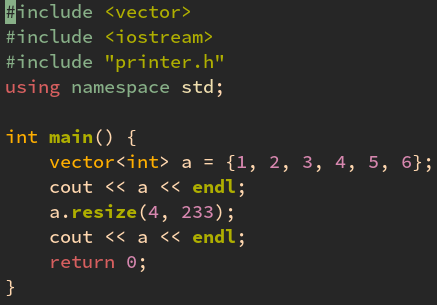 #include <vector>
#include <iostream>
#include "printer.h"
using namespace std;

int main() {
    vector<int> a = {1, 2, 3, 4, 5, 6};
    cout << a << endl;
    a.resize(4, 233);
    cout << a << endl;
    return 0;
}